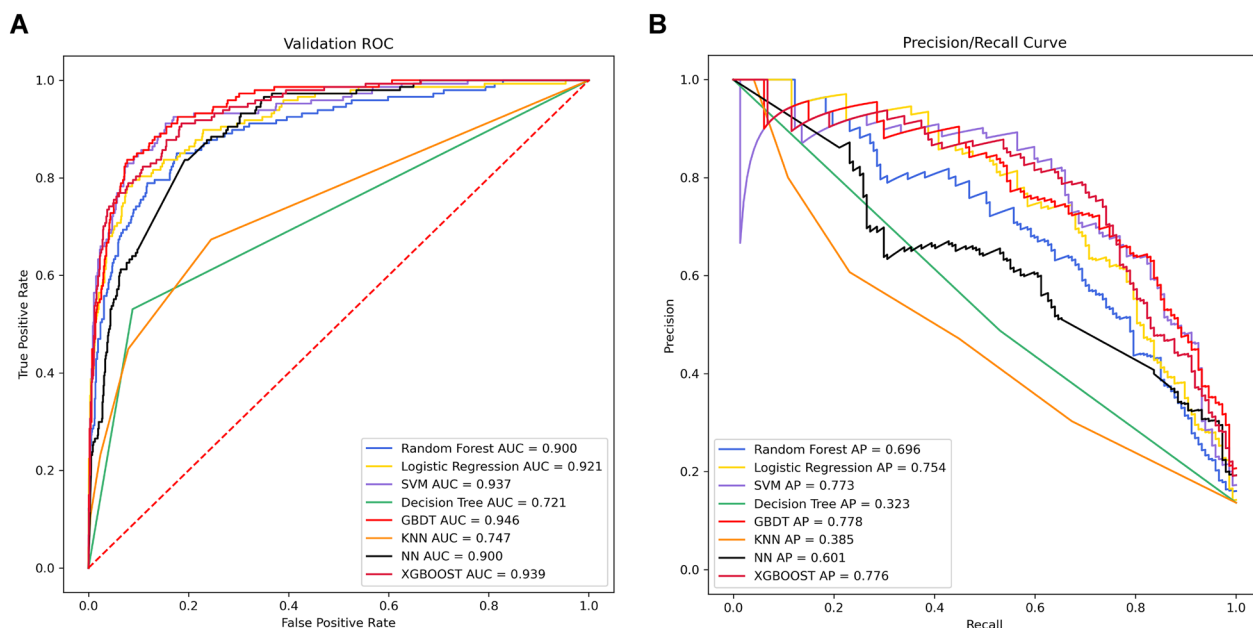 A
Validation ROC
1.0
0.8
0.6
0.4
0.2
0.0
True Positive Rate
0.0 0.2 0.4 0.6 0.8 1.0
False Positive Rate
Random Forest AUC = 0.900
Logistic Regression AUC = 0.921
SVM AUC = 0.937
Decision Tree AUC = 0.721
GBDT AUC = 0.946
KNN AUC = 0.747
NN AUC = 0.900
XGBOOST AUC = 0.939
B
Precision/Recall Curve
1.0
0.8
0.6
0.4
0.2
0.0
Precision
0.0 0.2 0.4 0.6 0.8 1.0
Recall
Random Forest AP = 0.696
Logistic Regression AP = 0.754
SVM AP = 0.773
Decision Tree AP = 0.323
GBDT AP = 0.778
KNN AP = 0.385
NN AP = 0.601
XGBOOST AP = 0.776